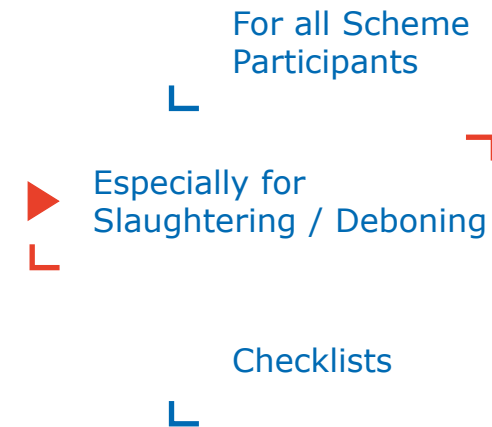 For all Scheme
Participants
Especially for
Slaughtering / Deboning
Checklists